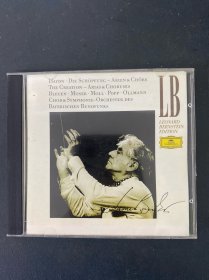 HAYDN · DIE SCHÖPFUNG – ARIEN & CHÖRE
THE CREATION – ARIAS & CHORUSES
BLEGEN · MOSER · MOLL · POPP · OLLMANN
CHOR & SYMPHONIE-ORCHESTER DES
BAYERISCHEN RUNDFUNKS
LB
LEONARD
BERNSTEIN
EDITION